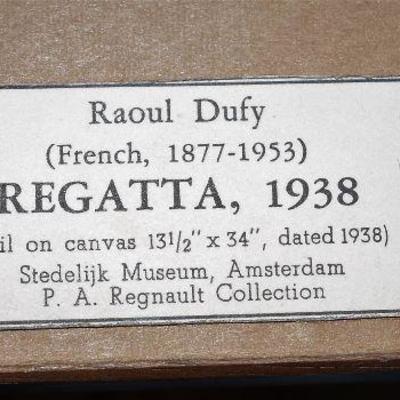 Raoul Dufy
(French, 1877-1953)
REGATTA, 1938
il on canvas 13½" x 34", dated 1938)
Stedelijk Museum, Amsterdam
P. A. Regnault Collection